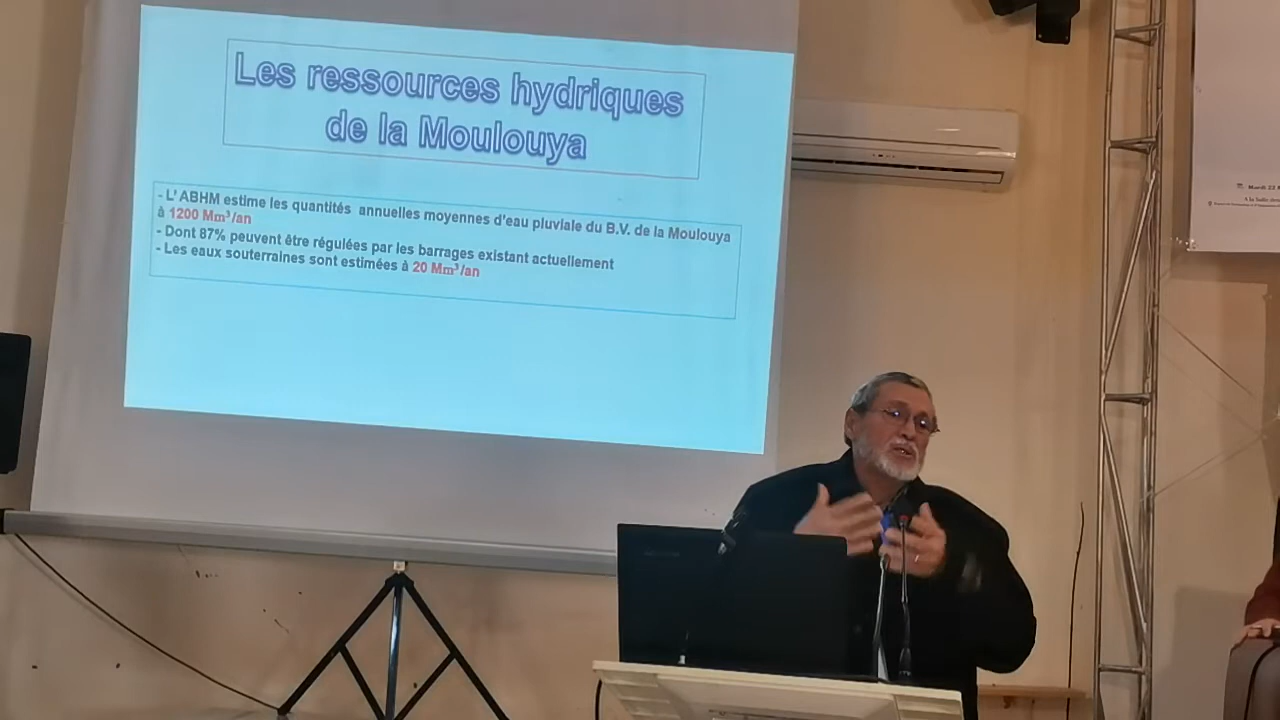 Les ressources hydriques
de la Moulouya
- L' ABHM estime les quantités annuelles moyennes d'eau pluviale du B.V. de la Moulouya
à 1200 Mm³/an
- Dont 87% peuvent être régulées par les barrages existant actuellement
- Les eaux souterraines sont estimées à 20 Mm³/an
Mardi 22